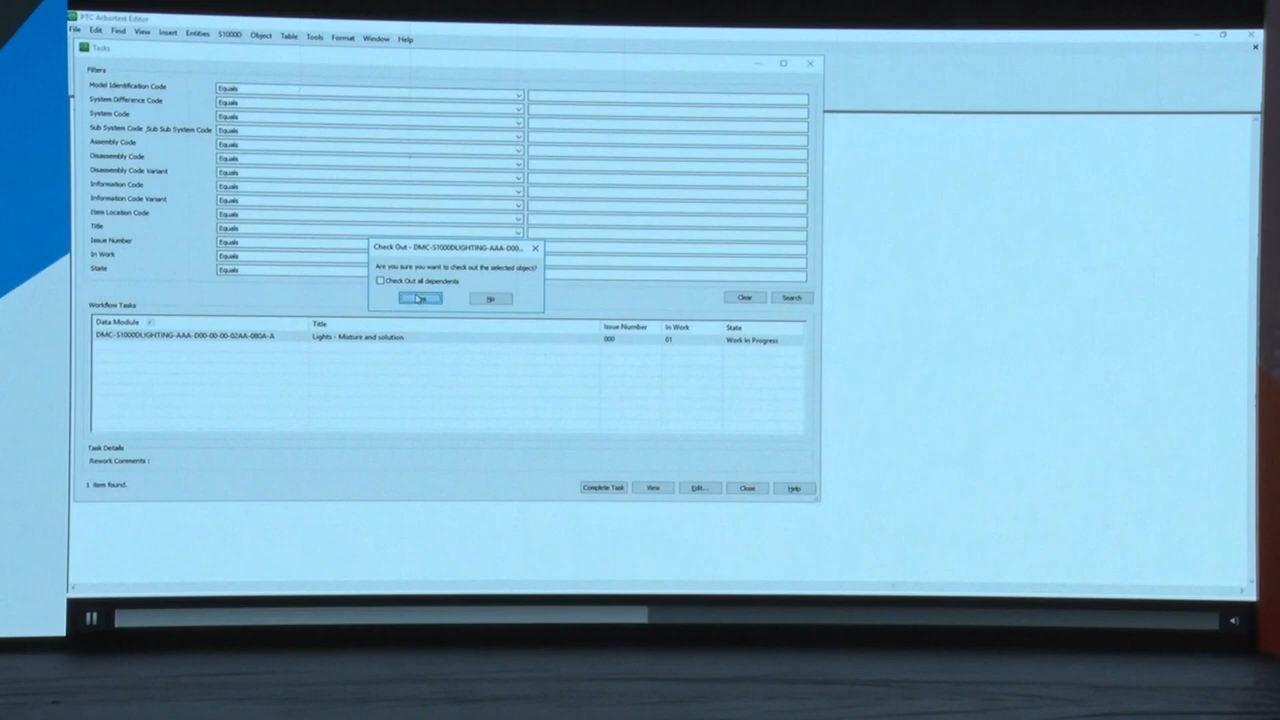 PTC Arbortext Editor
File Edit Find View Insert Entities S1000D Object Table Tools Format Window Help
Tasks
Filters
Model Identification Code Equals
System Difference Code Equals
System Code Equals
Sub System Code ,Sub Sub System Code Equals
Assembly Code Equals
Disassembly Code Equals
Disassembly Code Variant Equals
Information Code Equals
Information Code Variant Equals
Item Location Code Equals
Title Equals
Issue Number Equals
In Work Equals
State Equals
Check Out - DMC-S1000DLIGHTING-AAA-D00...
Are you sure you want to check out the selected object?
Check Out all dependents
No
Clear Search
Workflow Tasks
Data Module Title Issue Number In Work State
DMC-S1000DLIGHTING-AAA-D00-00-00-02AA-080A-A Lights - Mixture and solution 000 01 Work In Progress
Task Details
Rework Comments :
1 item found.
Complete Task View Edit... Close Help